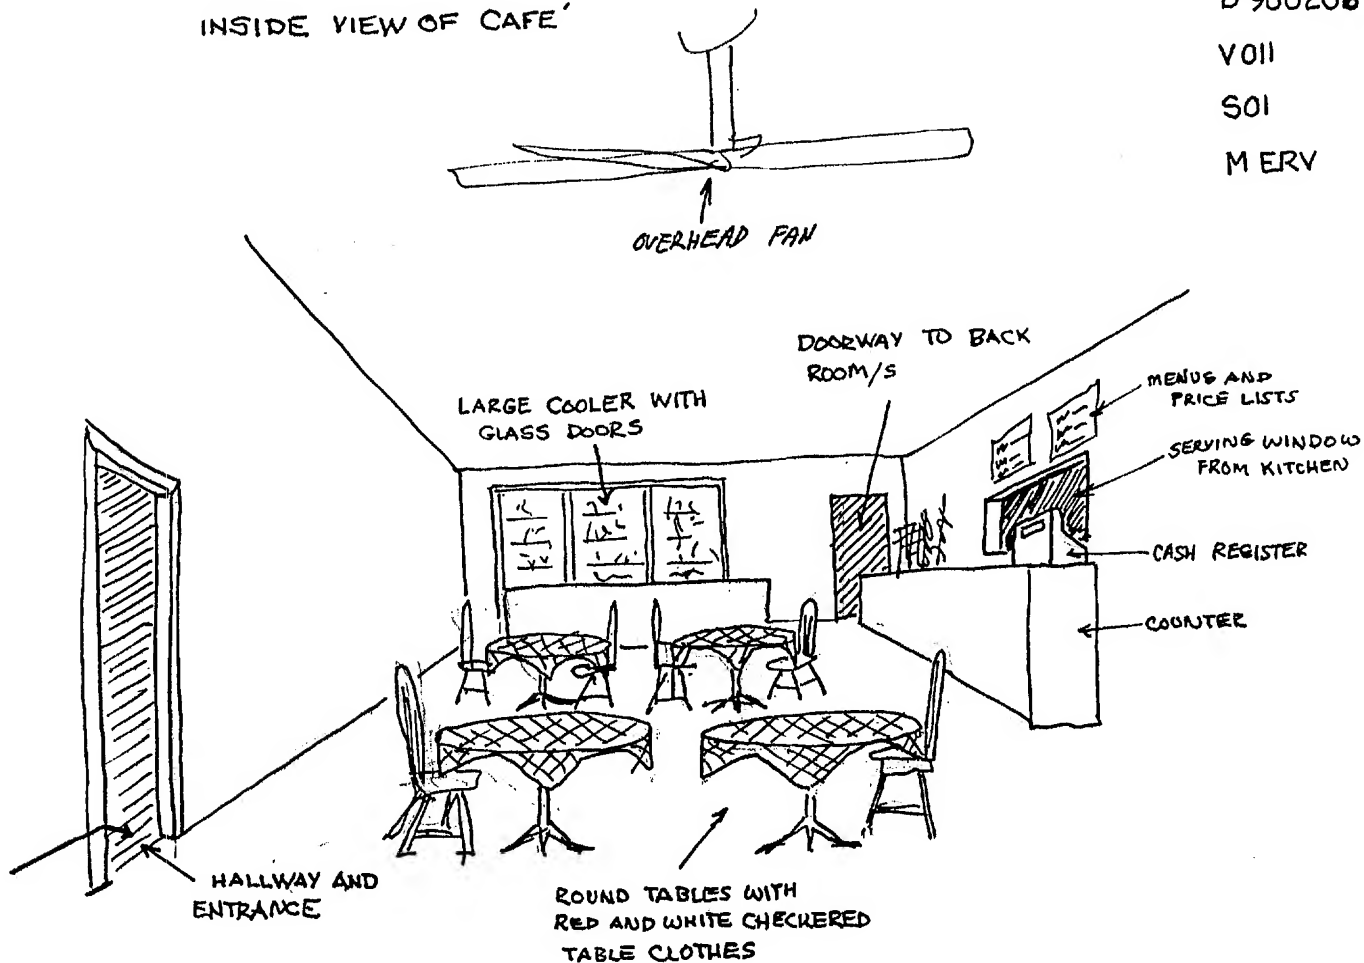 INSIDE VIEW OF CAFE´
V011
S01
M ERV
OVERHEAD FAN
DOORWAY TO BACK
ROOM/S
MENUS AND
PRICE LISTS
LARGE COOLER WITH
GLASS DOORS
SERVING WINDOW
FROM KITCHEN
CASH REGISTER
COUNTER
HALLWAY AND
ENTRANCE
ROUND TABLES WITH
RED AND WHITE CHECKERED
TABLE CLOTHES